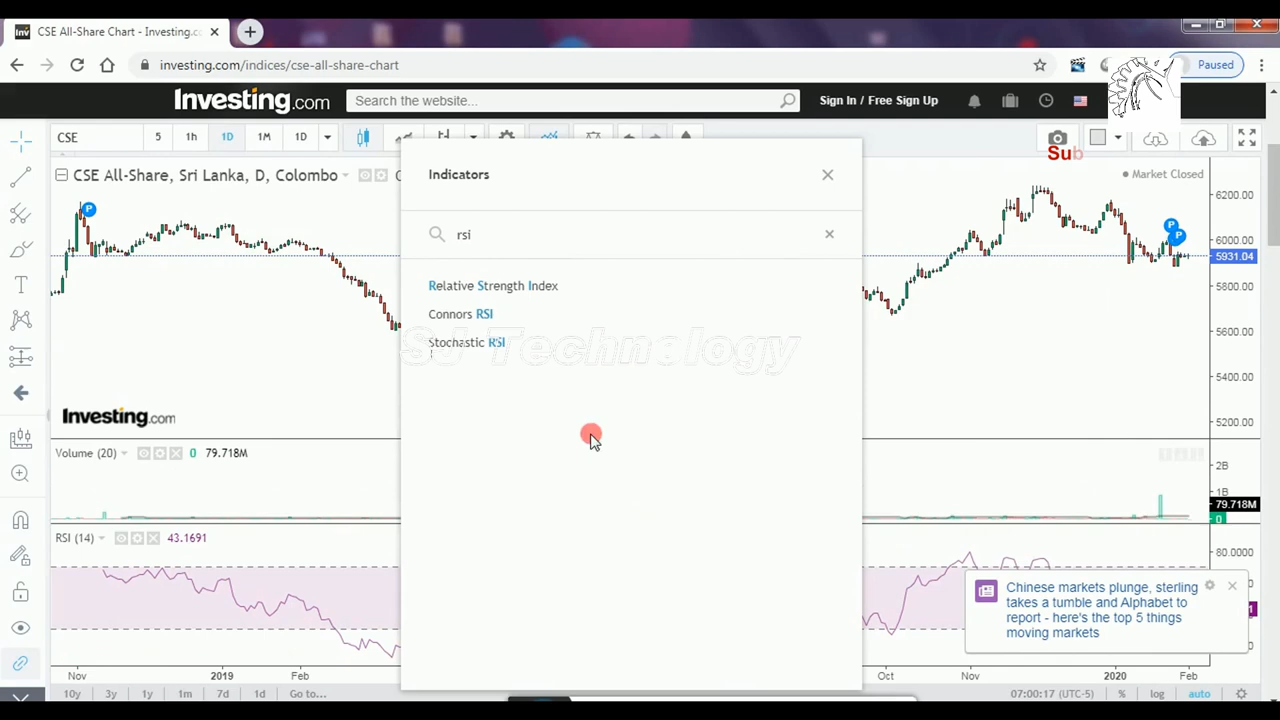 CSE All-Share Chart - Investing.c
investing.com/indices/cse-all-share-chart
Paused
Investing.com
Search the website...
Sign In / Free Sign Up
CSE 5 1h 1D 1M 1D
Sub
CSE All-Share, Sri Lanka, D, Colombo
Market Closed
P
P
P
Indicators
rsi
Relative Strength Index
Connors RSI
Stochastic RSI
SJ Technology
6200.00
6000.00
5931.04
5800.00
5600.00
5400.00
5200.00
Investing.com
Volume (20) 0 79.718M
2B
1B
79.718M
0
RSI (14) 43.1691
80.0000
Chinese markets plunge, sterling
takes a tumble and Alphabet to
report - here's the top 5 things
moving markets
Nov 2019 Feb Oct Nov 2020 Feb
10y 3y 1y 1m 7d 1d Go to... 07:00:17 (UTC-5) % log auto